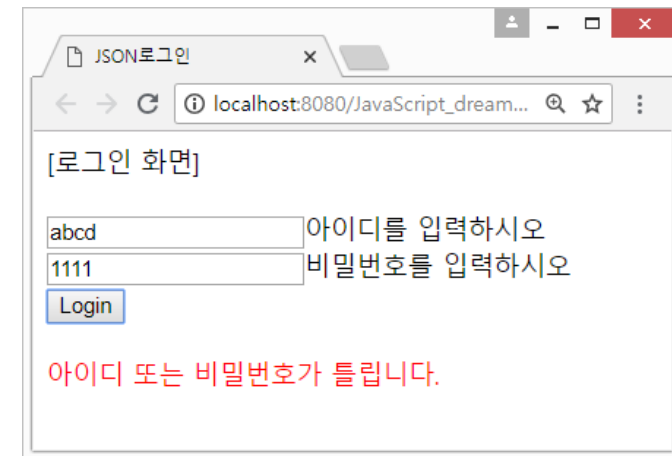 JSON로그인
localhost:8080/JavaScript_dream...
[로그인 화면]
abcd 아이디를 입력하시오
1111 비밀번호를 입력하시오
Login
아이디 또는 비밀번호가 틀립니다.